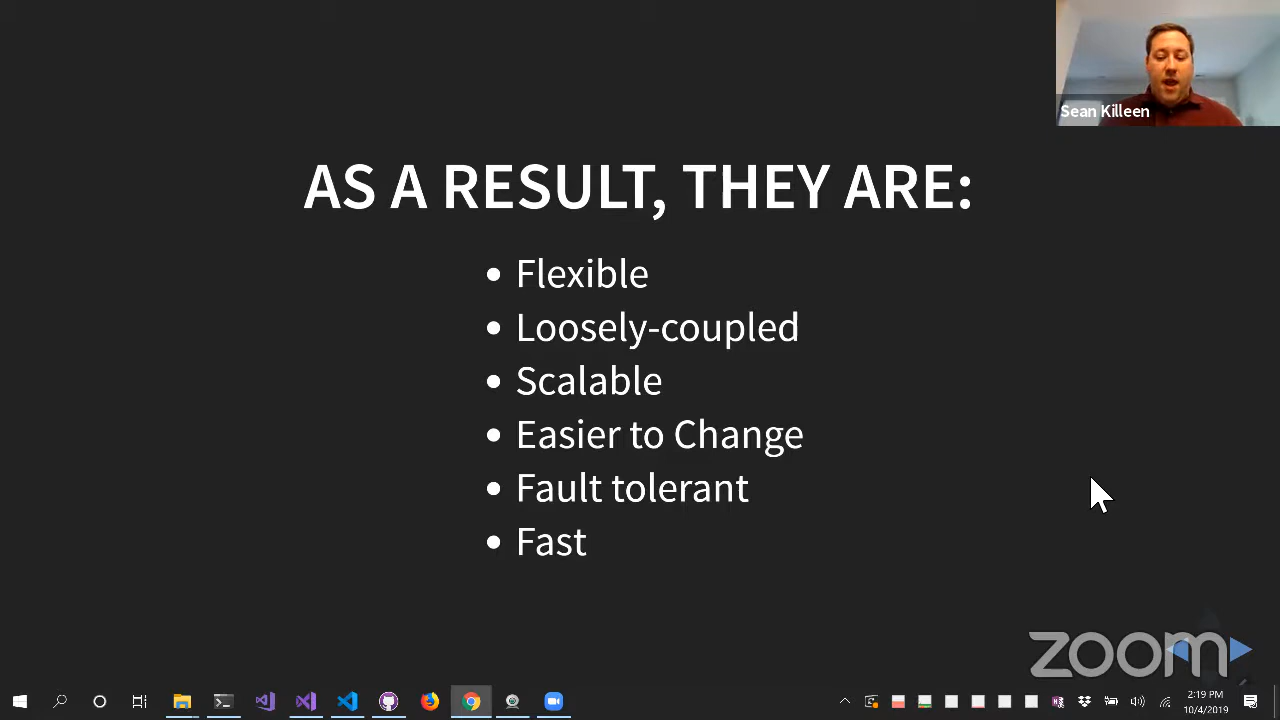 Sean Killeen
AS A RESULT, THEY ARE:
Flexible
Loosely-coupled
Scalable
Easier to Change
Fault tolerant
Fast
zoom
2:19 PM
10/4/2019